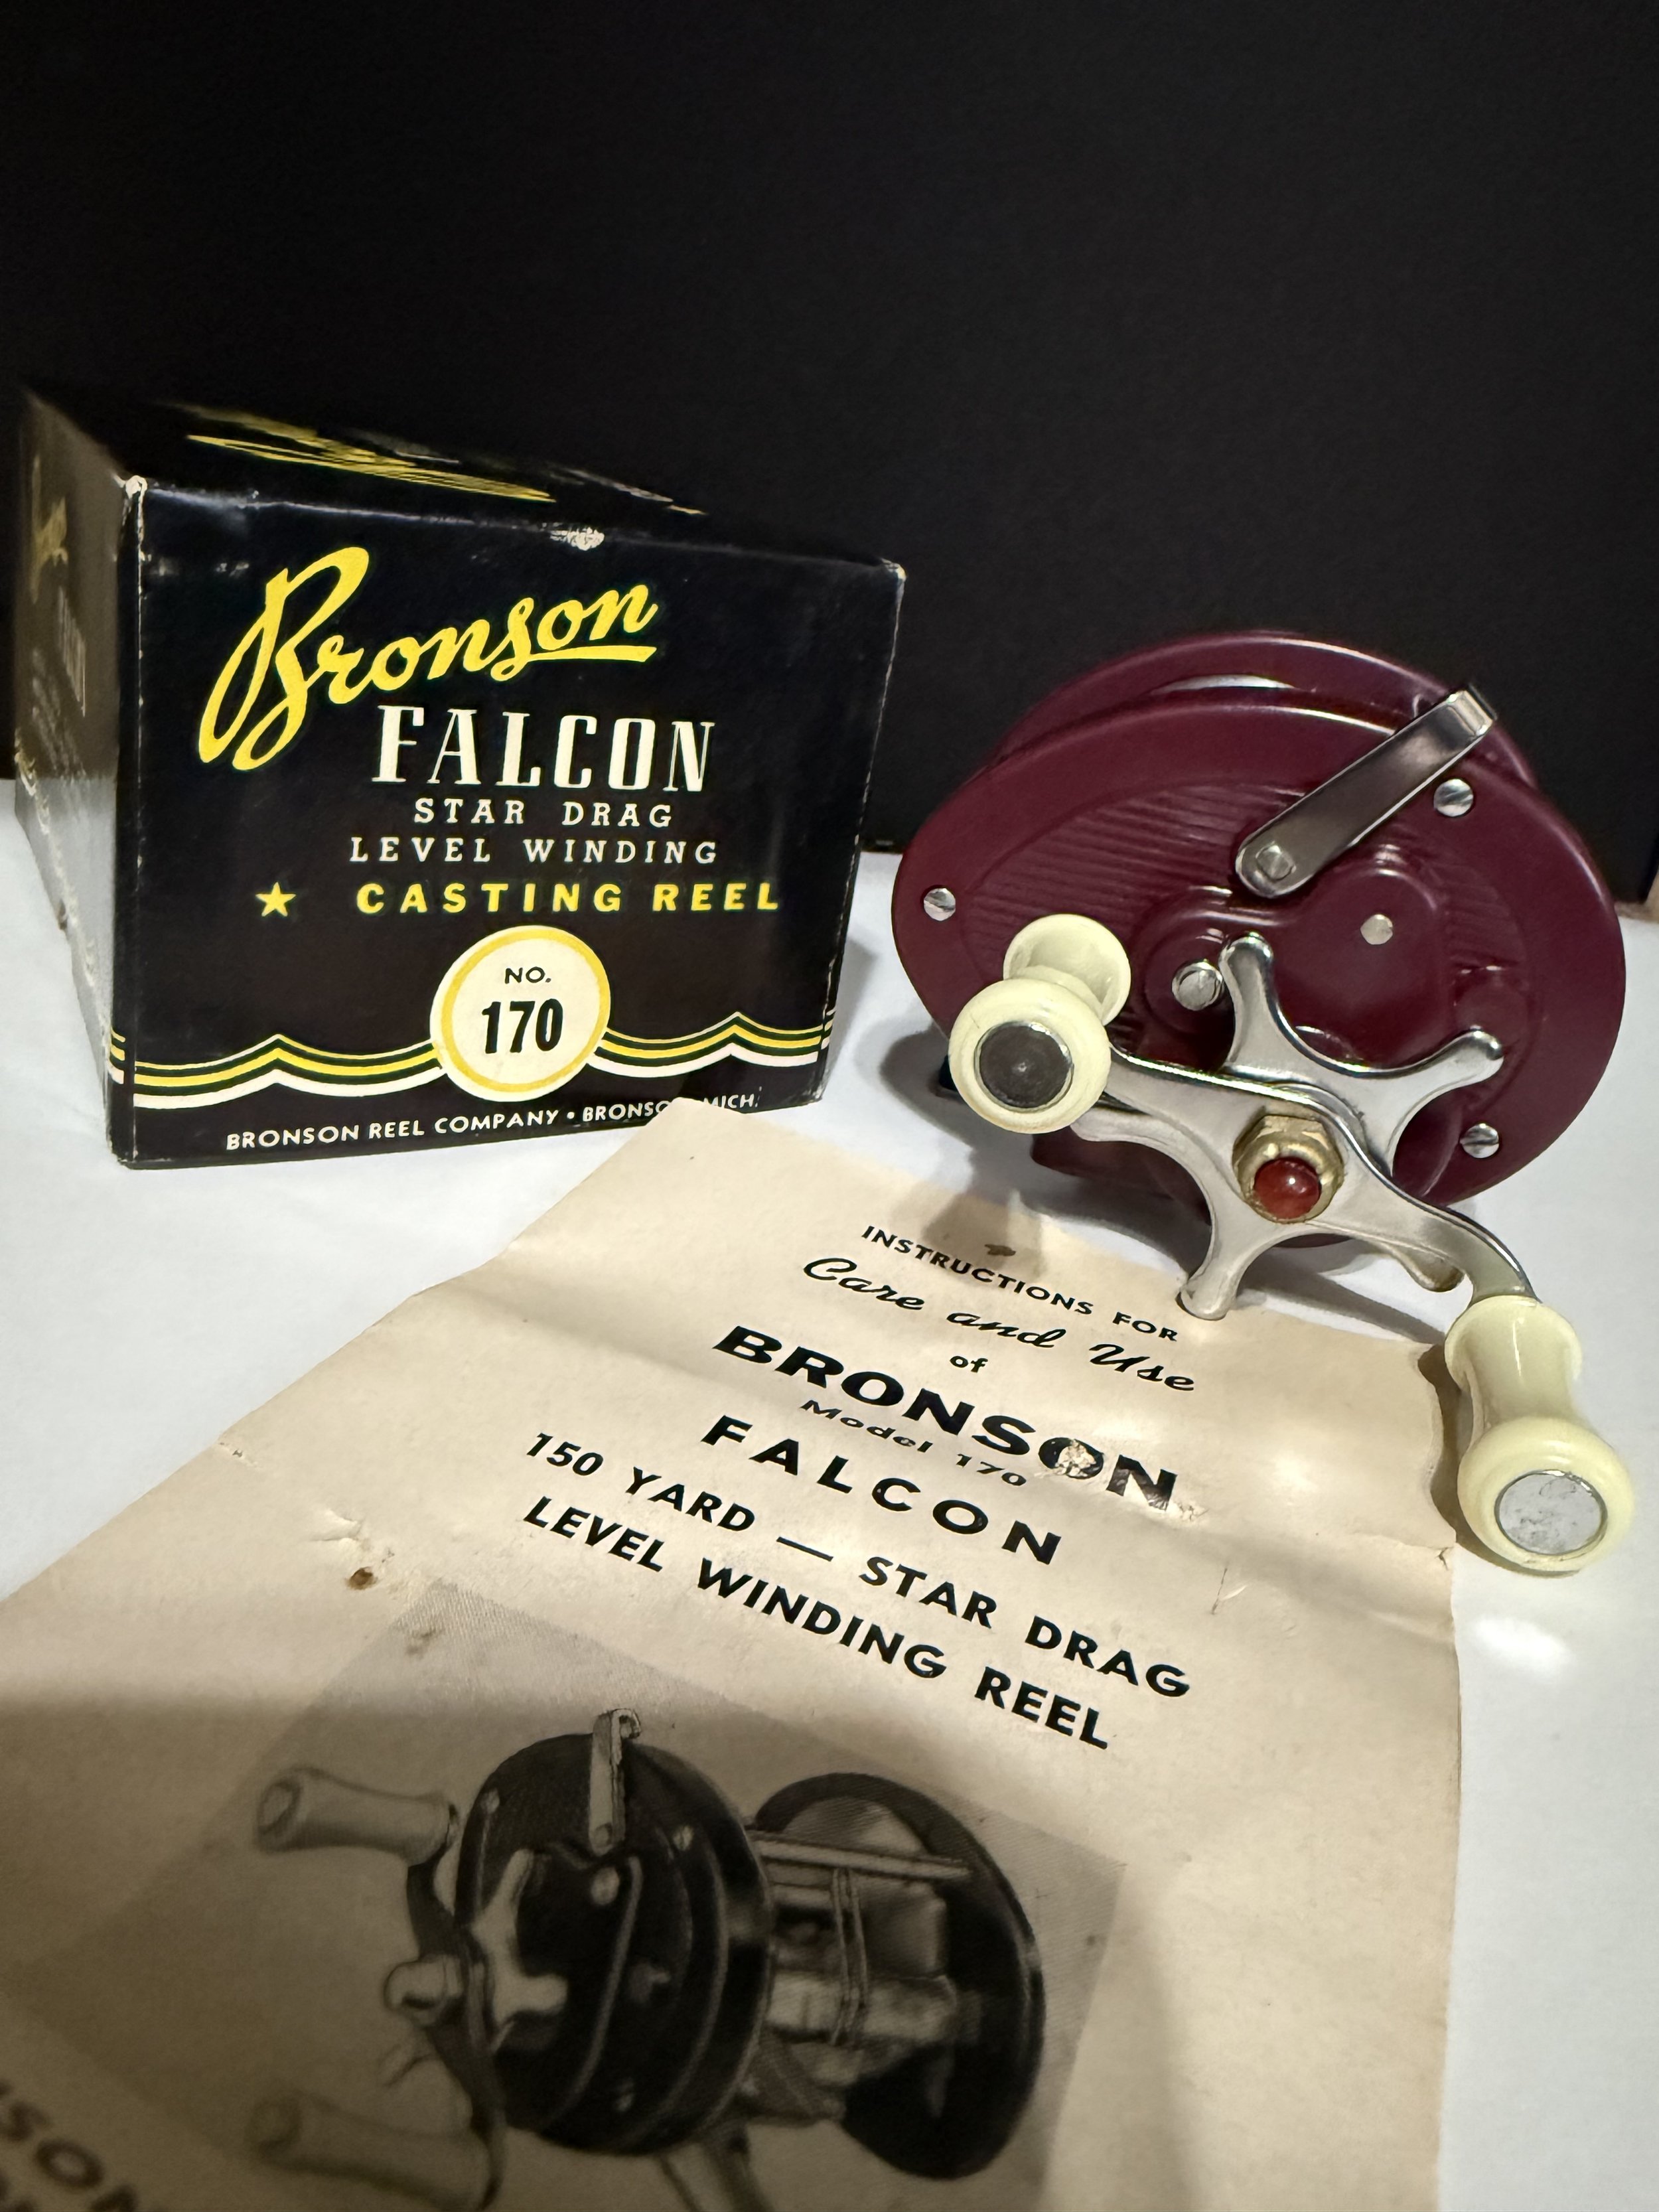 Bronson
FALCON
STAR DRAG
LEVEL WINDING
★ CASTING REEL
NO.
170
BRONSON REEL COMPANY • BRONSO MICH.
INSTRUCTIONS FOR
Care and Use
of
BRONSON
Model 170
FALCON
150 YARD — STAR DRAG
LEVEL WINDING REEL